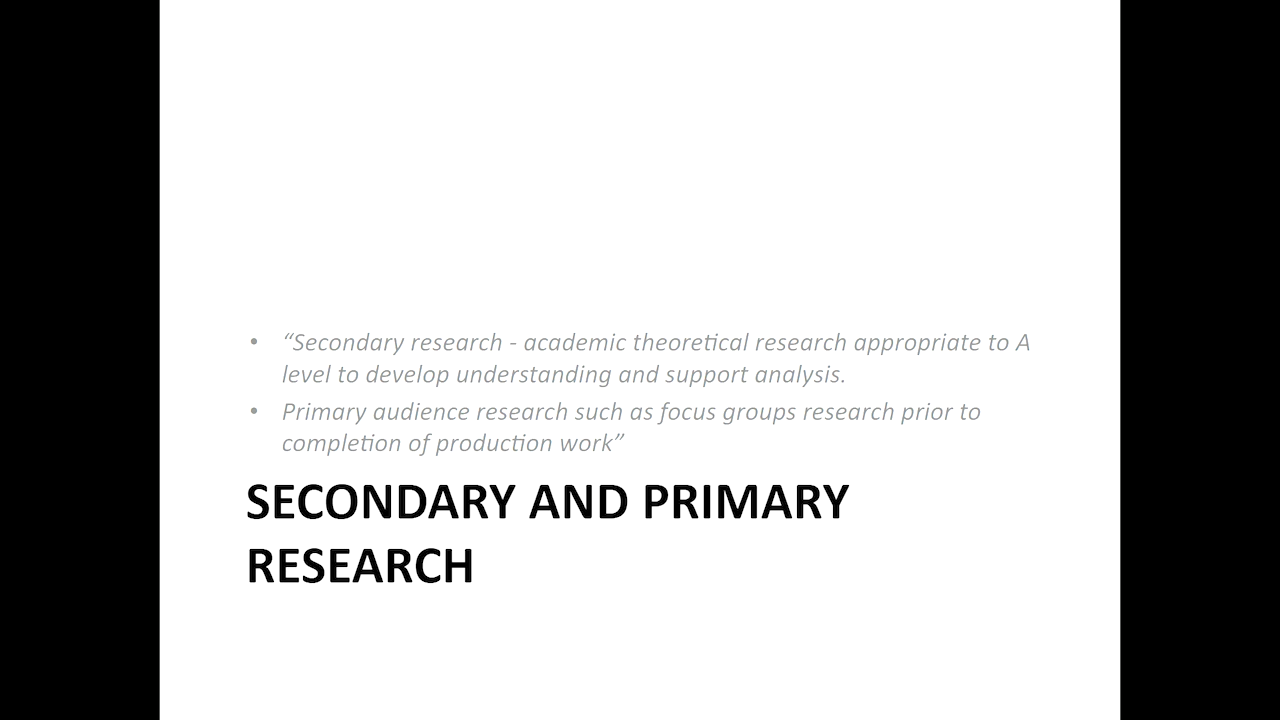 • “Secondary research - academic theoretical research appropriate to A
level to develop understanding and support analysis.
• Primary audience research such as focus groups research prior to
completion of production work”
SECONDARY AND PRIMARY
RESEARCH